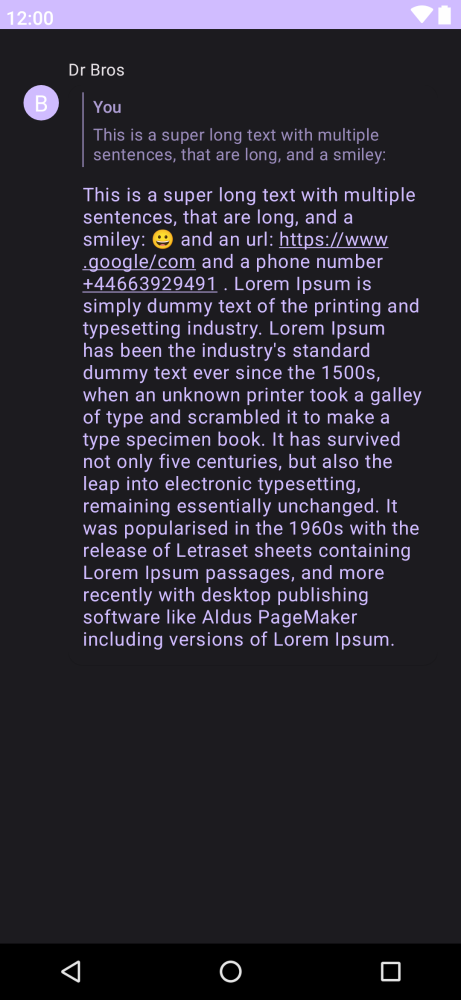 12:00
Dr Bros
B
You
This is a super long text with multiple
sentences, that are long, and a smiley:
This is a super long text with multiple
sentences, that are long, and a
smiley: 😀 and an url: https://www
.google/com and a phone number
+44663929491 . Lorem Ipsum is
simply dummy text of the printing and
typesetting industry. Lorem Ipsum
has been the industry's standard
dummy text ever since the 1500s,
when an unknown printer took a galley
of type and scrambled it to make a
type specimen book. It has survived
not only five centuries, but also the
leap into electronic typesetting,
remaining essentially unchanged. It
was popularised in the 1960s with the
release of Letraset sheets containing
Lorem Ipsum passages, and more
recently with desktop publishing
software like Aldus PageMaker
including versions of Lorem Ipsum.